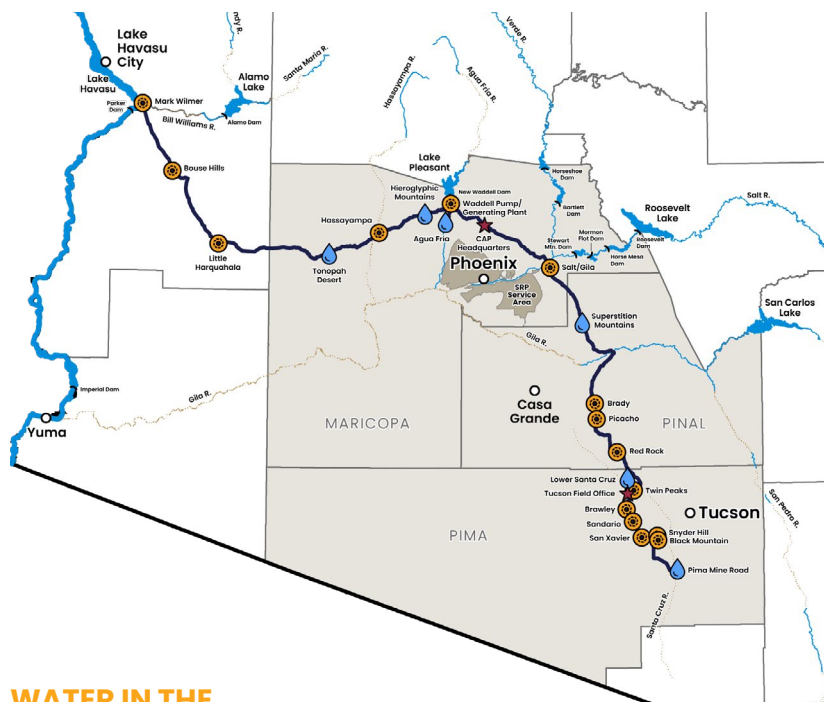 Lake
Havasu
City
Lake
Havasu
Parker
Dam
Mark Wilmer
Bill Williams R.
Alamo Dam
Alamo
Lake
Santa Maria R.
Hassayampa R.
Agua Fria R.
Verde R.
Bouse Hills
Little
Harquahala
Tonopah
Desert
Hassayampa
Hieroglyphic
Mountains
Lake
Pleasant
New Waddell Dam
Waddell Pump/
Generating Plant
Agua Fria
CAP
Headquarters
Phoenix
SRP
Service
Area
Horseshoe
Dam
Bartlett
Dam
Stewart
Mtn. Dam
Mormon
Flat Dam
Horse Mesa
Dam
Roosevelt
Dam
Roosevelt
Lake
Salt R.
Salt/Gila
Superstition
Mountains
San Carlos
Lake
Gila R.
Gila R.
Imperial Dam
Yuma
MARICOPA
Casa
Grande
Brady
Picacho
PINAL
Red Rock
Lower Santa Cruz
Tucson Field Office
Twin Peaks
Brawley
Sandario
San Xavier
Snyder Hill
Black Mountain
Tucson
PIMA
Pima Mine Road
Santa Cruz R.
San Pedro R.
WATER IN THE